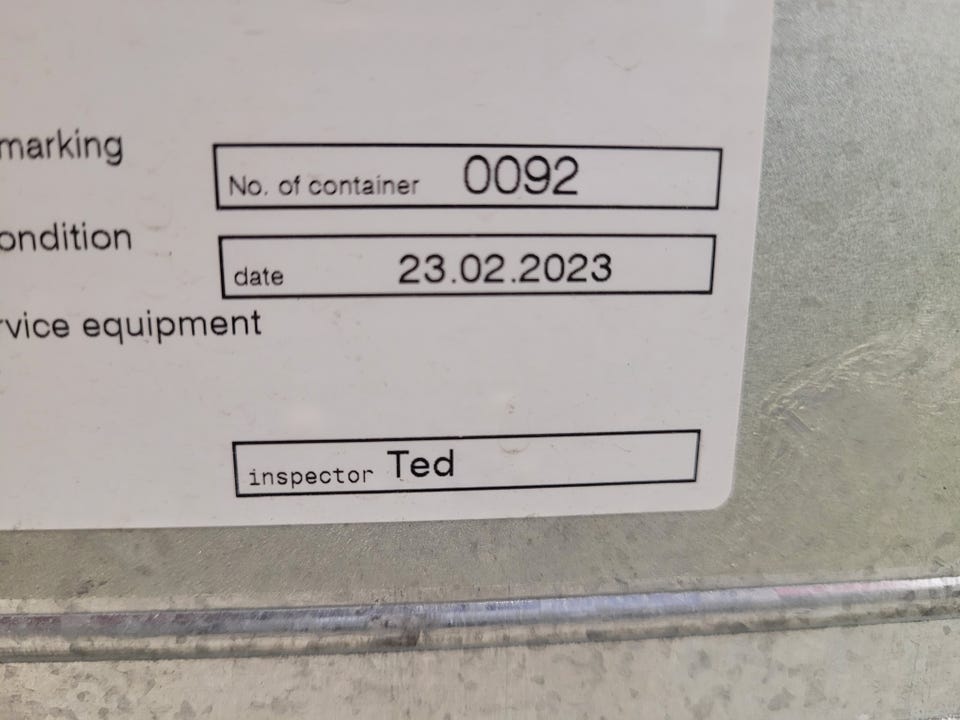 marking
No. of container 0092
ondition
date 23.02.2023
rvice equipment
inspector Ted